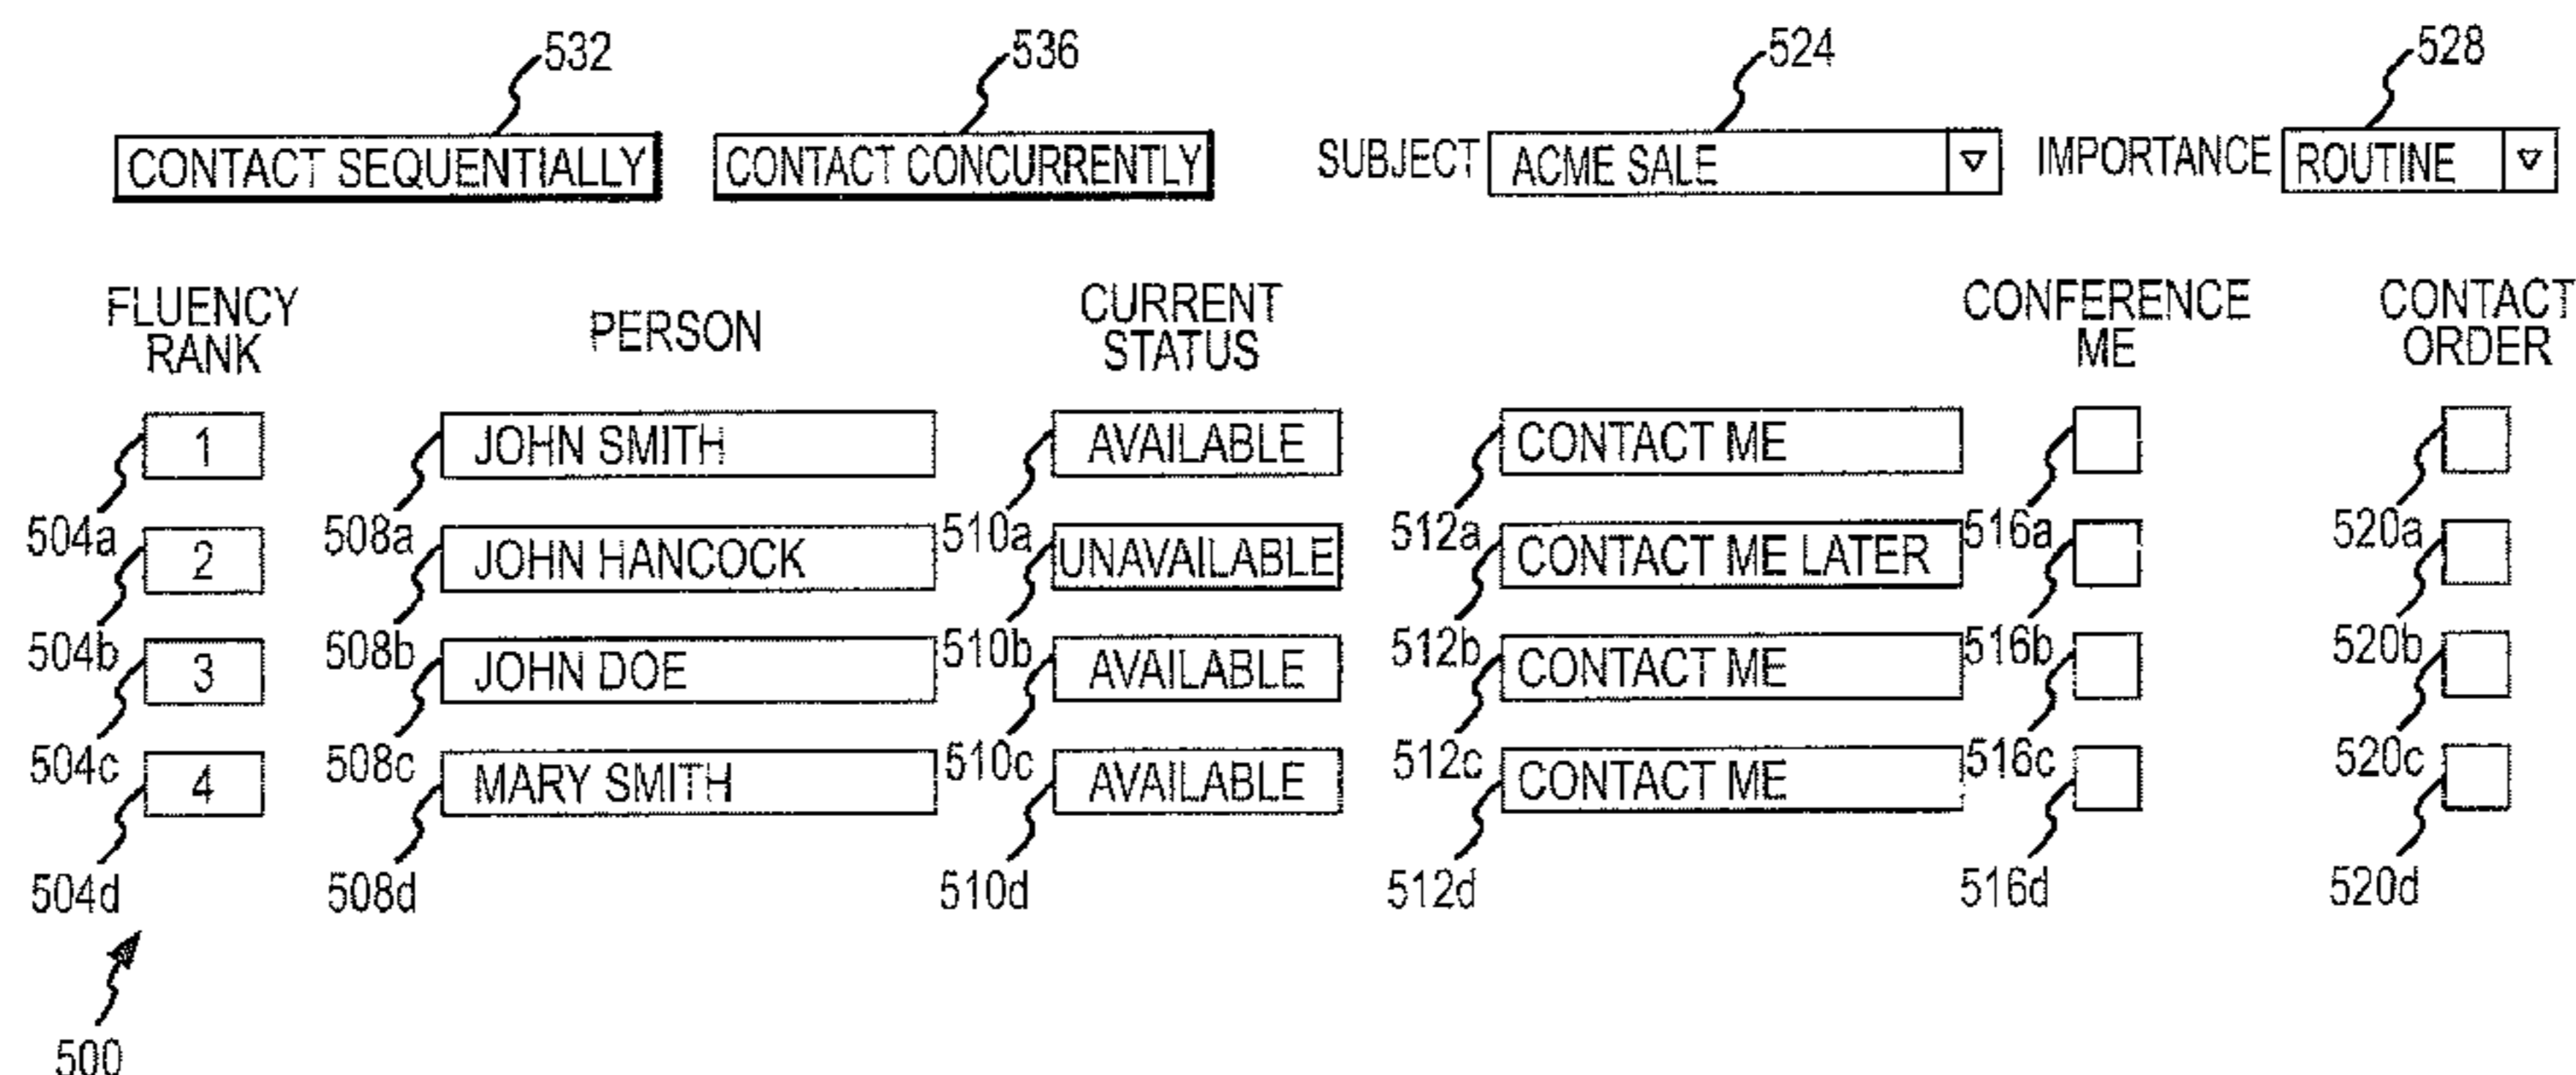 532 536 524 528
CONTACT SEQUENTIALLY CONTACT CONCURRENTLY SUBJECT ACME SALE IMPORTANCE ROUTINE
FLUENCY RANK PERSON CURRENT STATUS CONFERENCE ME CONTACT ORDER
1 JOHN SMITH AVAILABLE CONTACT ME
504a 508a 510a 512a 516a 520a
2 JOHN HANCOCK UNAVAILABLE CONTACT ME LATER
504b 508b 510b 512b 516b 520b
3 JOHN DOE AVAILABLE CONTACT ME
504c 508c 510c 512c 516c 520c
4 MARY SMITH AVAILABLE CONTACT ME
504d 508d 510d 512d 516d 520d
500